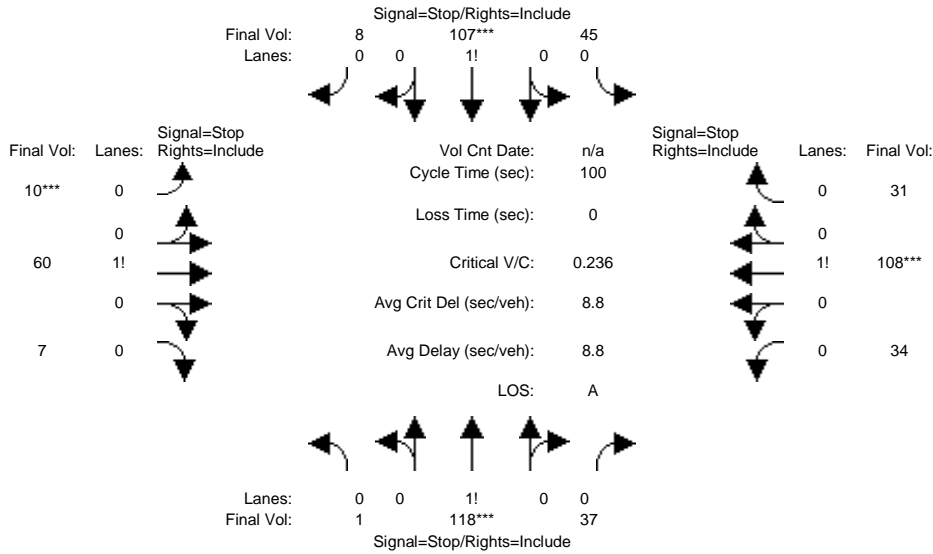 Signal=Stop/Rights=Include
Final Vol: 8 107*** 45
Lanes: 0 0 1! 0 0
Signal=Stop
Final Vol: Lanes: Rights=Include
Vol Cnt Date: n/a
Signal=Stop
Rights=Include Lanes: Final Vol:
Cycle Time (sec): 100
10*** 0
0 31
Loss Time (sec): 0
0
0
60 1!
Critical V/C: 0.236
1! 108***
0
Avg Crit Del (sec/veh): 8.8
0
7 0
Avg Delay (sec/veh): 8.8
0 34
LOS: A
Lanes: 0 0 1! 0 0
Final Vol: 1 118*** 37
Signal=Stop/Rights=Include